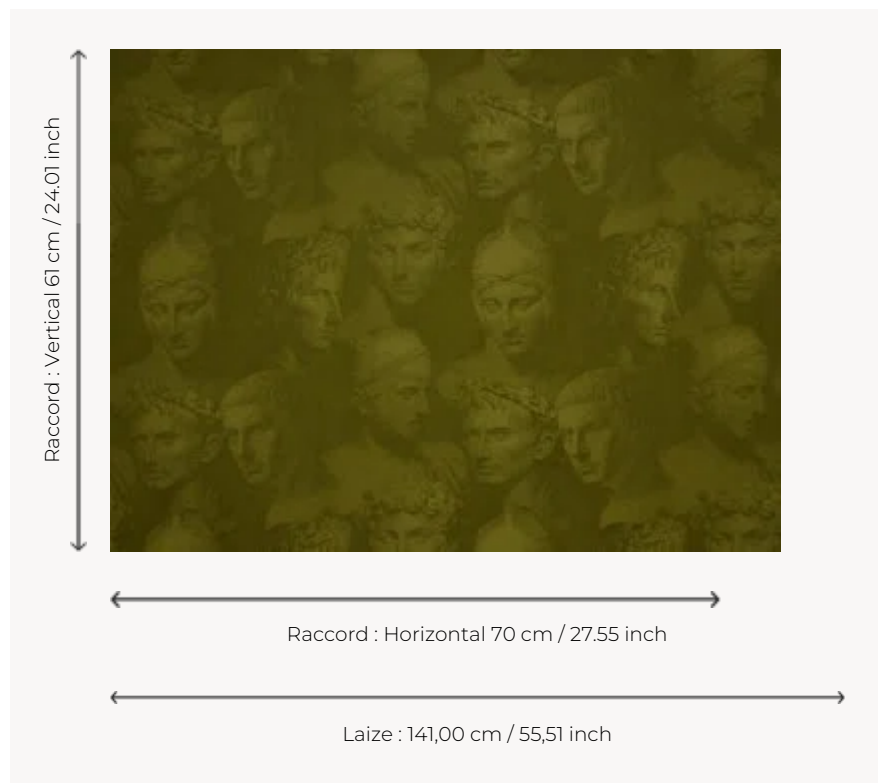 Raccord : Vertical 61 cm / 24.01 inch
Raccord : Horizontal 70 cm / 27.55 inch
Laize : 141,00 cm / 55,51 inch